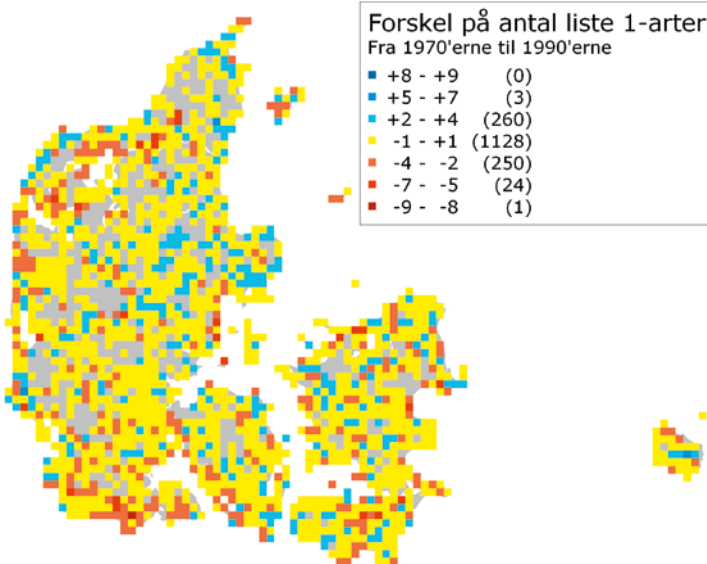 Forskel på antal liste 1-arter
Fra 1970'erne til 1990'erne
+8 - +9 (0)
+5 - +7 (3)
+2 - +4 (260)
-1 - +1 (1128)
-4 - -2 (250)
-7 - -5 (24)
-9 - -8 (1)